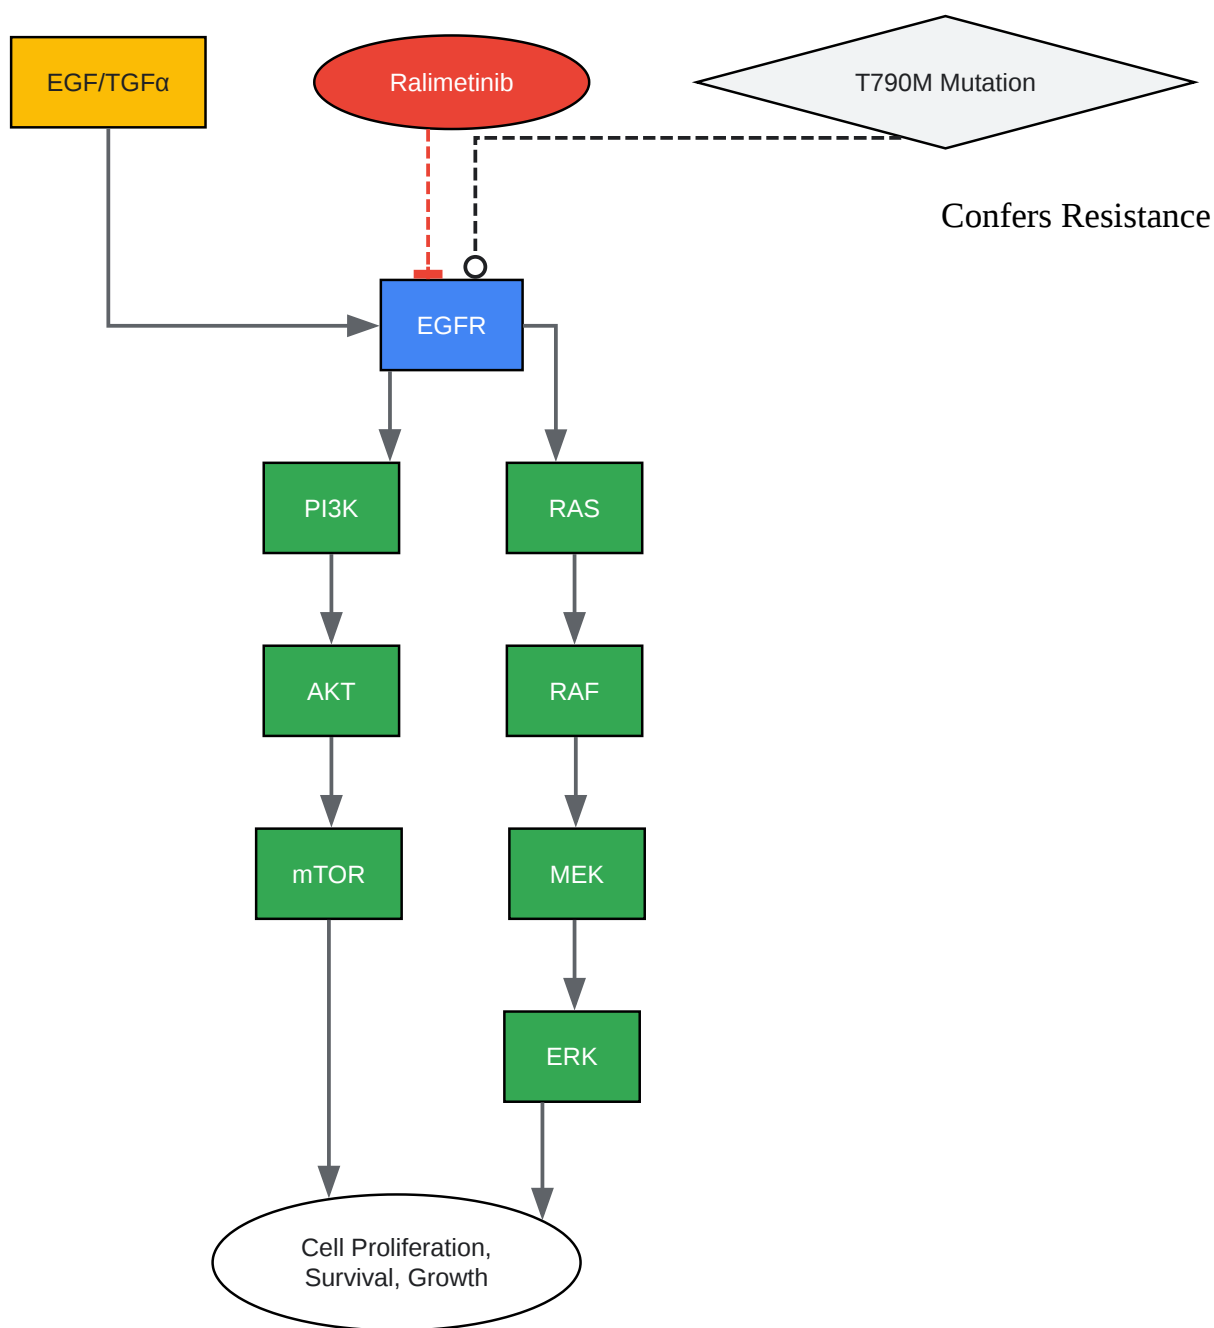 EGF/TGFα
Ralimetinib
T790M Mutation
Confers Resistance
EGFR
PI3K
RAS
AKT
RAF
mTOR
MEK
ERK
Cell Proliferation,
Survival, Growth